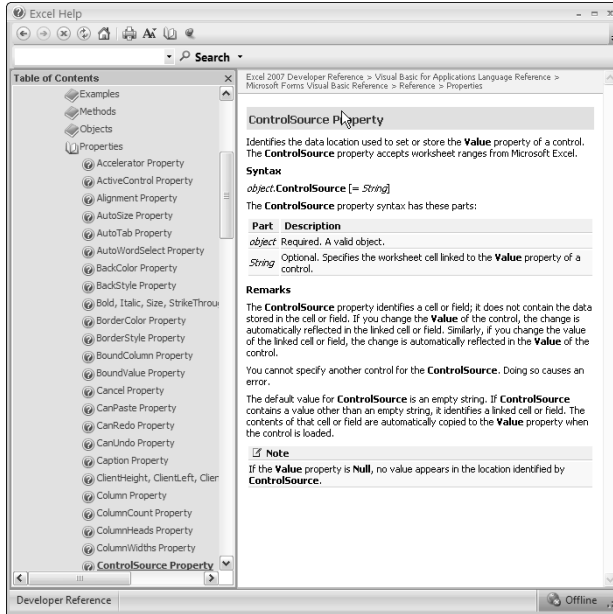 Excel Help
Search
Table of Contents
Examples
Methods
Objects
Properties
Accelerator Property
ActiveControl Property
Alignment Property
AutoSize Property
AutoTab Property
AutoWordSelect Property
BackColor Property
BackStyle Property
Bold, Italic, Size, StrikeThrou
BorderColor Property
BorderStyle Property
BoundColumn Property
BoundValue Property
Cancel Property
CanPaste Property
CanRedo Property
CanUndo Property
Caption Property
ClientHeight, ClientLeft, Clier
Column Property
ColumnCount Property
ColumnHeads Property
ColumnWidths Property
ControlSource Property
Excel 2007 Developer Reference > Visual Basic for Applications Language Reference >
Microsoft Forms Visual Basic Reference > Reference > Properties
ControlSource Property
Identifies the data location used to set or store the Value property of a control.
The ControlSource property accepts worksheet ranges from Microsoft Excel.
Syntax
object.ControlSource [= String]
The ControlSource property syntax has these parts:
Part Description
object Required. A valid object.
String Optional. Specifies the worksheet cell linked to the Value property of a
control.
Remarks
The ControlSource property identifies a cell or field; it does not contain the data
stored in the cell or field. If you change the Value of the control, the change is
automatically reflected in the linked cell or field. Similarly, if you change the value
of the linked cell or field, the change is automatically reflected in the Value of the
control.
You cannot specify another control for the ControlSource. Doing so causes an
error.
The default value for ControlSource is an empty string. If ControlSource
contains a value other than an empty string, it identifies a linked cell or field. The
contents of that cell or field are automatically copied to the Value property when
the control is loaded.
Note
If the Value property is Null, no value appears in the location identified by
ControlSource.
Developer Reference
Offline